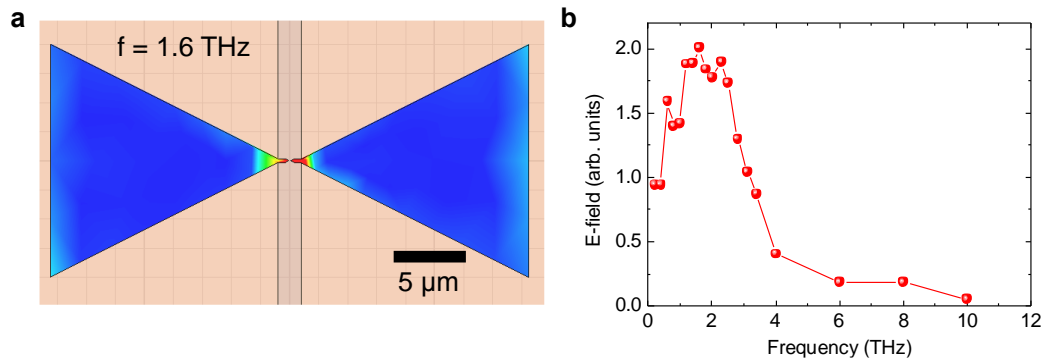 a
f = 1.6 THz
5 µm
b
E-field (arb. units)
2.0
1.5
1.0
0.5
0.0
0 2 4 6 8 10 12
Frequency (THz)